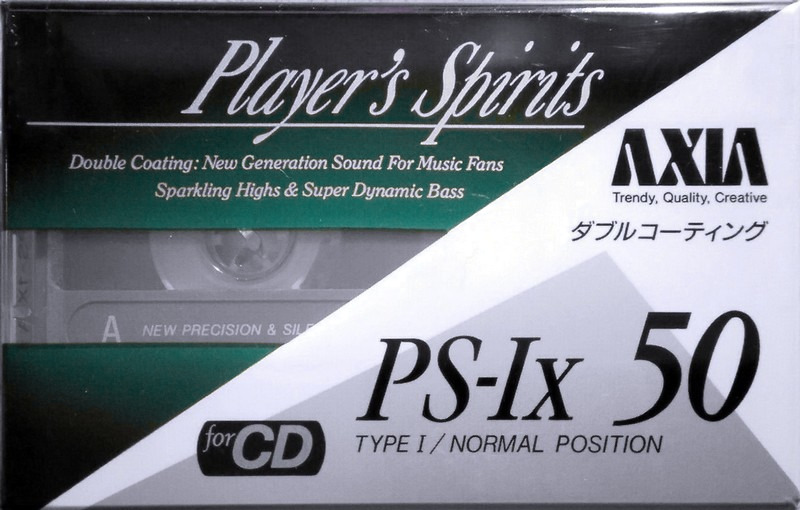 Player's Spirits
Double Coating: New Generation Sound For Music Fans
Sparkling Highs & Super Dynamic Bass
AXIA
Trendy, Quality, Creative
ダブルコーティング
A NEW PRECISION &
PS-Ix 50
TYPE I / NORMAL POSITION
for CD